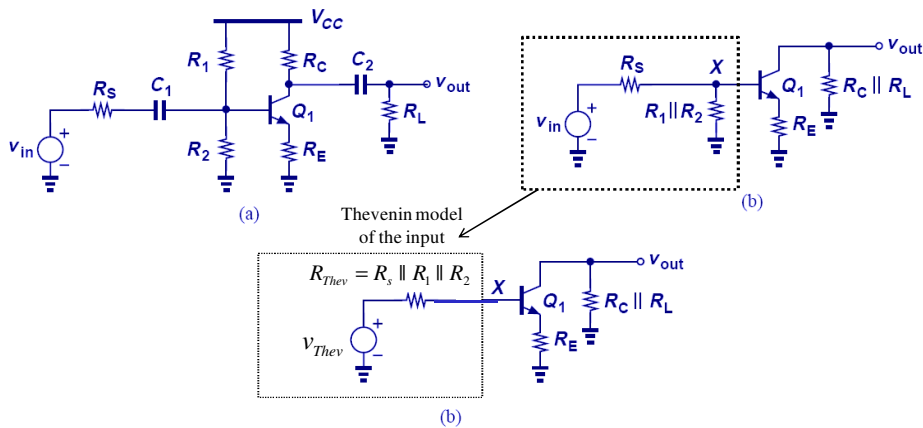 V_CC
R_1
R_C
C_2
v_out
R_S
C_1
Q_1
R_L
v_in
+
−
R_2
R_E
(a)
R_S
X
v_out
Q_1
R_C || R_L
v_in
+
−
R_1 || R_2
R_E
(b)
Thevenin model
of the input
R_Thev = R_s || R_1 || R_2
X
v_out
Q_1
R_C || R_L
v_Thev
+
−
R_E
(b)